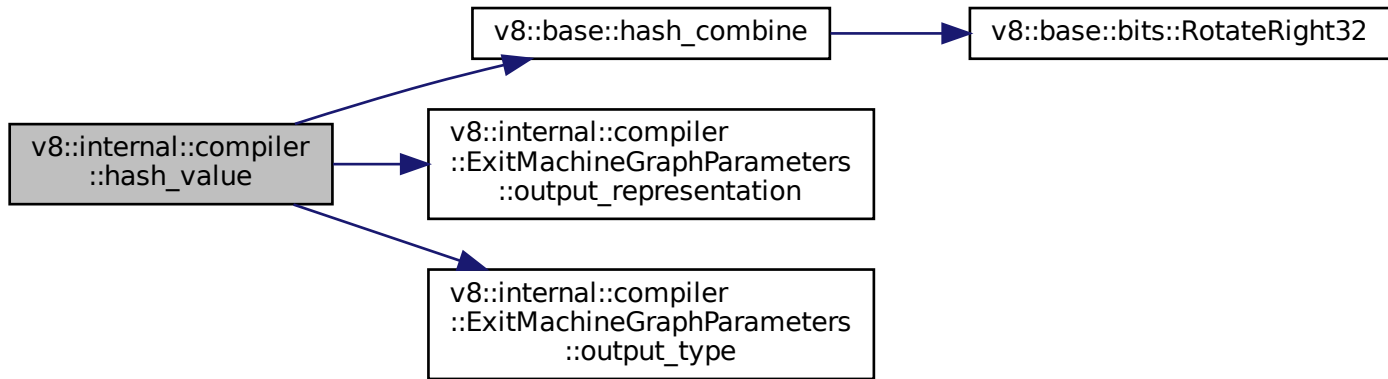 v8::base::hash_combine
v8::base::bits::RotateRight32
v8::internal::compiler
::hash_value
v8::internal::compiler
::ExitMachineGraphParameters
::output_representation
v8::internal::compiler
::ExitMachineGraphParameters
::output_type